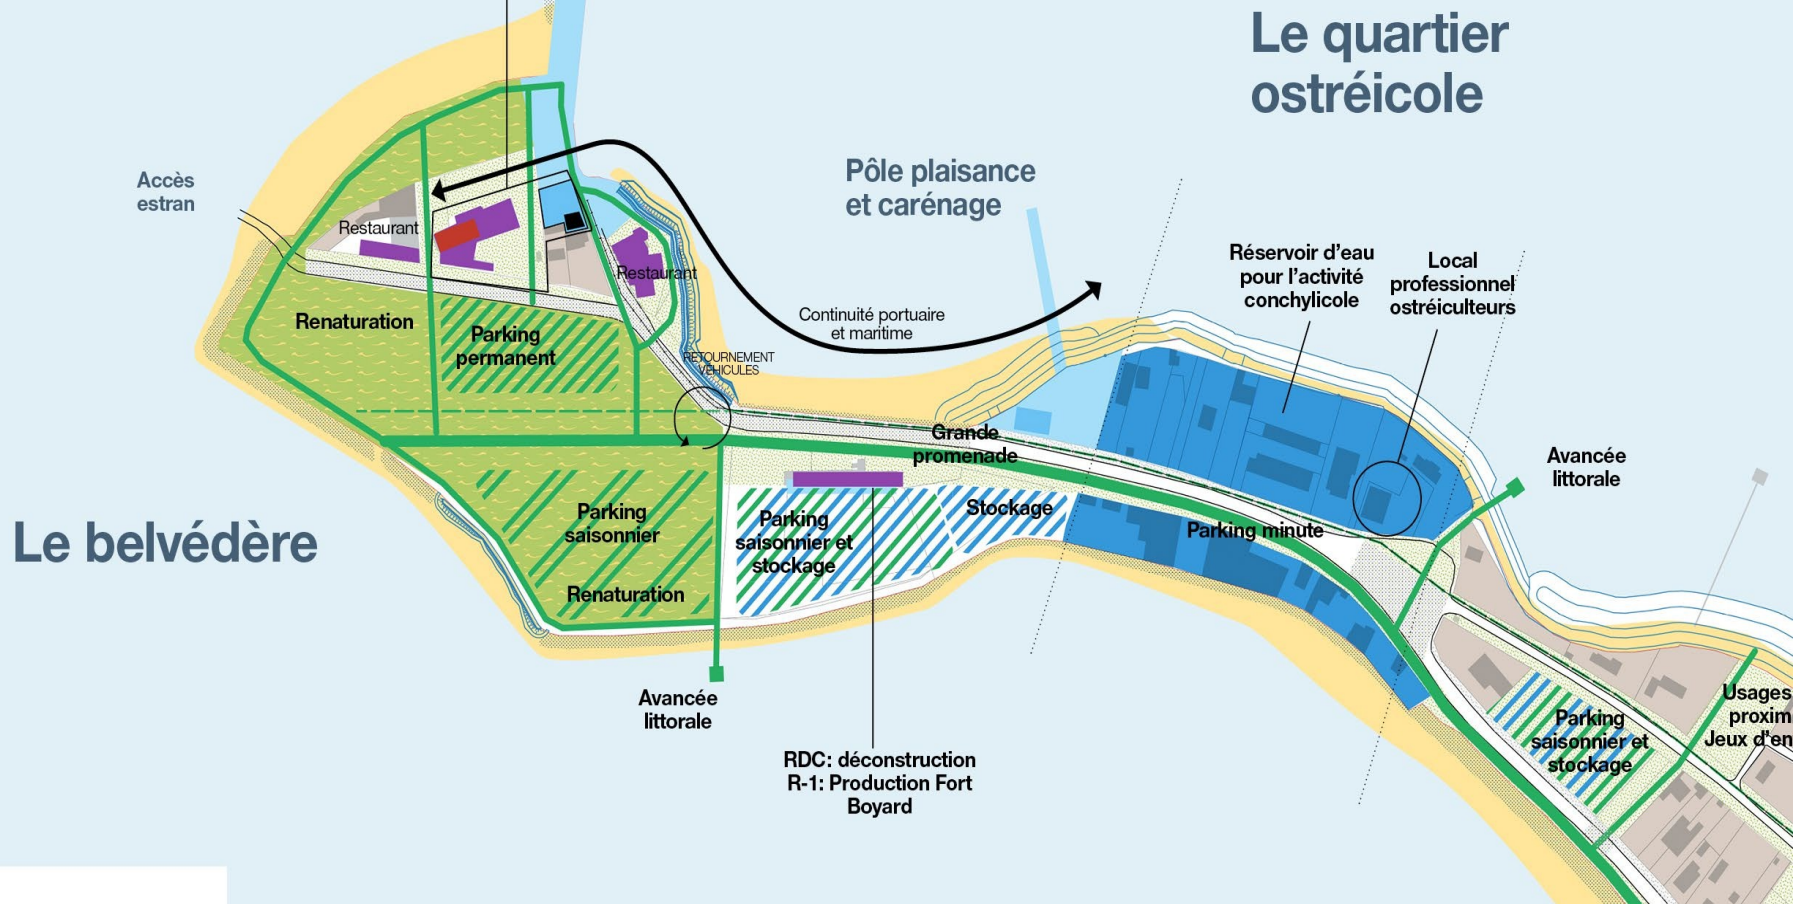 Le quartier
ostréicole
Pôle plaisance
et carénage
Accès
estran
Restaurant
Restaurant
Réservoir d'eau
pour l'activité
conchylicole
Local
professionnel
ostréiculteurs
Continuité portuaire
et maritime
Renaturation
Parking
permanent
RETOURNEMENT
VÉHICULES
Grande
promenade
Avancée
littorale
Le belvédère
Parking
saisonnier
Renaturation
Parking
saisonnier et
stockage
Stockage
Parking minute
Avancée
littorale
RDC: déconstruction
R-1: Production Fort
Boyard
Parking
saisonnier et
stockage
Usages
proxim
Jeux d'en